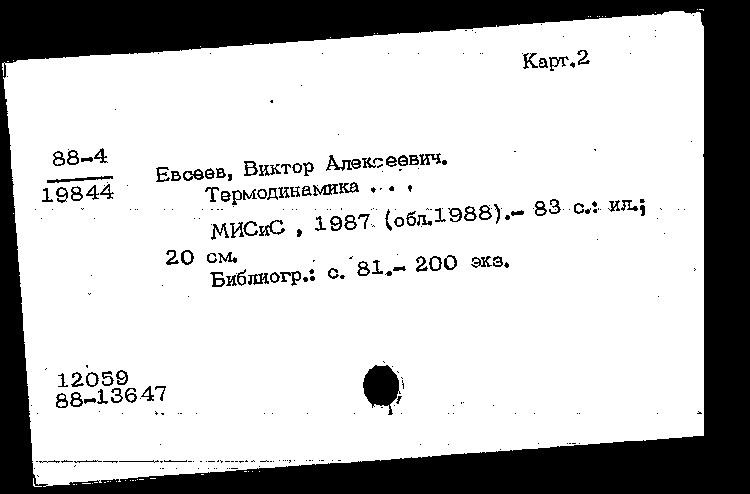 Карт.2
88-4
19844
Евсеев, Виктор Алексеевич.
Термодинамика . . .
МИСиС , 1987 (обл.1988).- 83 с.: ил.;
20 см.
Библиогр.: с. 81.- 200 экз.
12059
88-13647